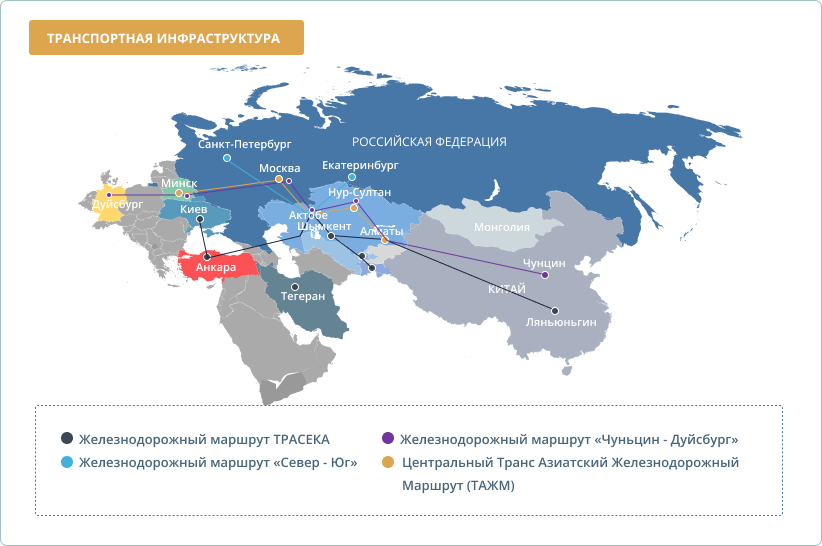 ТРАНСПОРТНАЯ ИНФРАСТРУКТУРА
РОССИЙСКАЯ ФЕДЕРАЦИЯ
Санкт-Петербург
Москва
Екатеринбург
Минск
Нур-Султан
Дуйсбург
Киев
Актобе
Шымкент
Алматы
Монголия
Анкара
Чунцин
Тегеран
КИТАЙ
Ляньюньгин
Железнодорожный маршрут ТРАСЕКА
Железнодорожный маршрут «Север - Юг»
Железнодорожный маршрут «Чуньцин - Дуйсбург»
Центральный Транс Азиатский Железнодорожный
Маршрут (ТАЖМ)